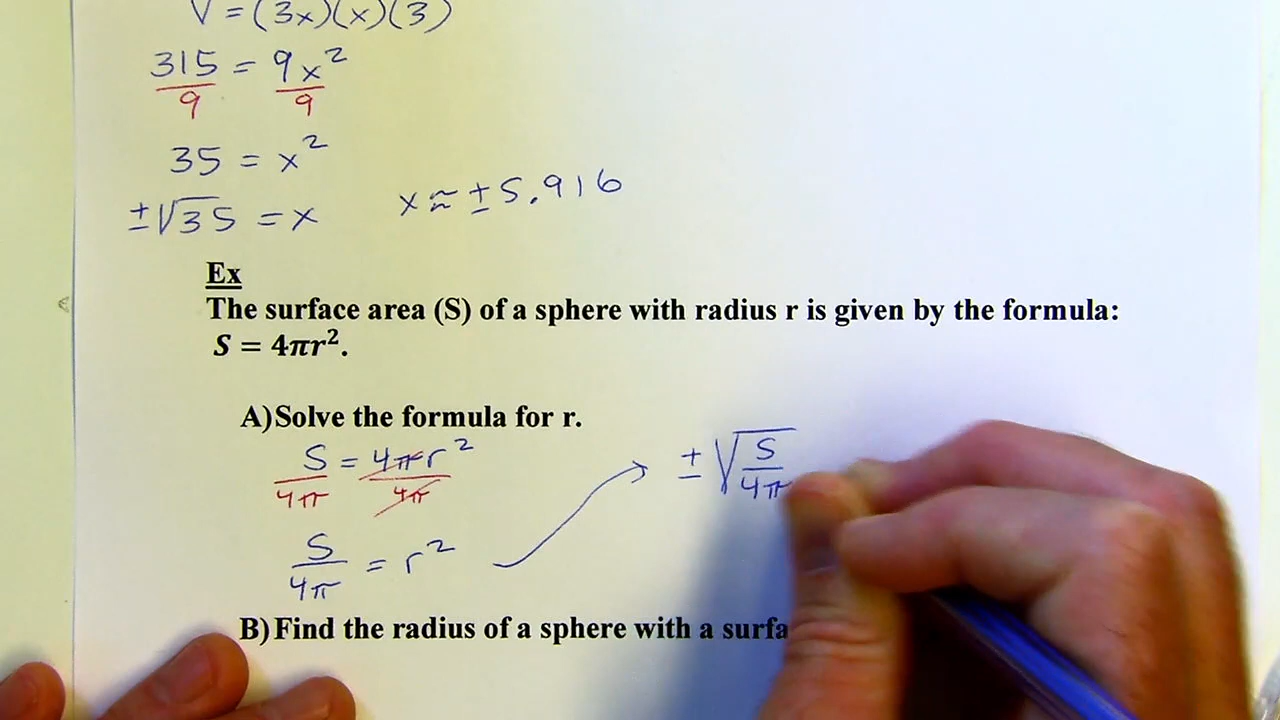 V = (3x)(x)(3)
315 = 9x²
9 9
35 = x²
±√35 = x x ≈ ±5.916
Ex
The surface area (S) of a sphere with radius r is given by the formula:
S = 4πr².
A) Solve the formula for r.
S = 4πr²
4π 4π
± √S/4π
S/4π = r²
B) Find the radius of a sphere with a